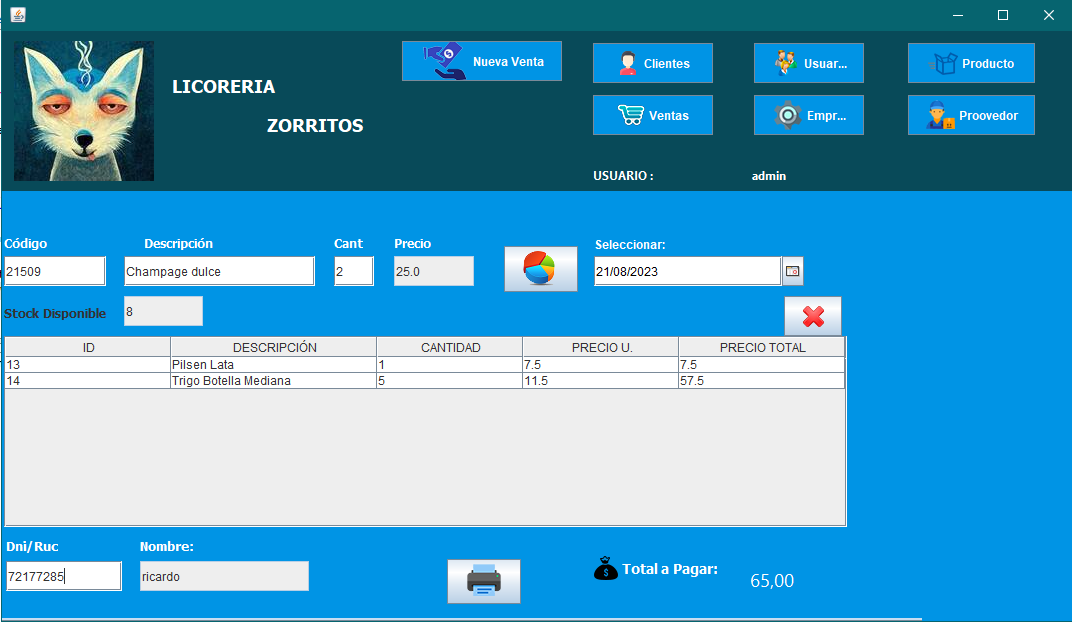 LICORERIA
ZORRITOS
Nueva Venta
Clientes
Usuar...
Producto
Ventas
Empr...
Proovedor
USUARIO :
admin
Código
Descripción
Cant
Precio
Seleccionar:
21509
Champage dulce
2
25.0
21/08/2023
Stock Disponible
8
ID DESCRIPCIÓN CANTIDAD PRECIO U. PRECIO TOTAL
13 Pilsen Lata 1 7.5 7.5
14 Trigo Botella Mediana 5 11.5 57.5
Dni/Ruc
Nombre:
72177285
ricardo
Total a Pagar:
65,00